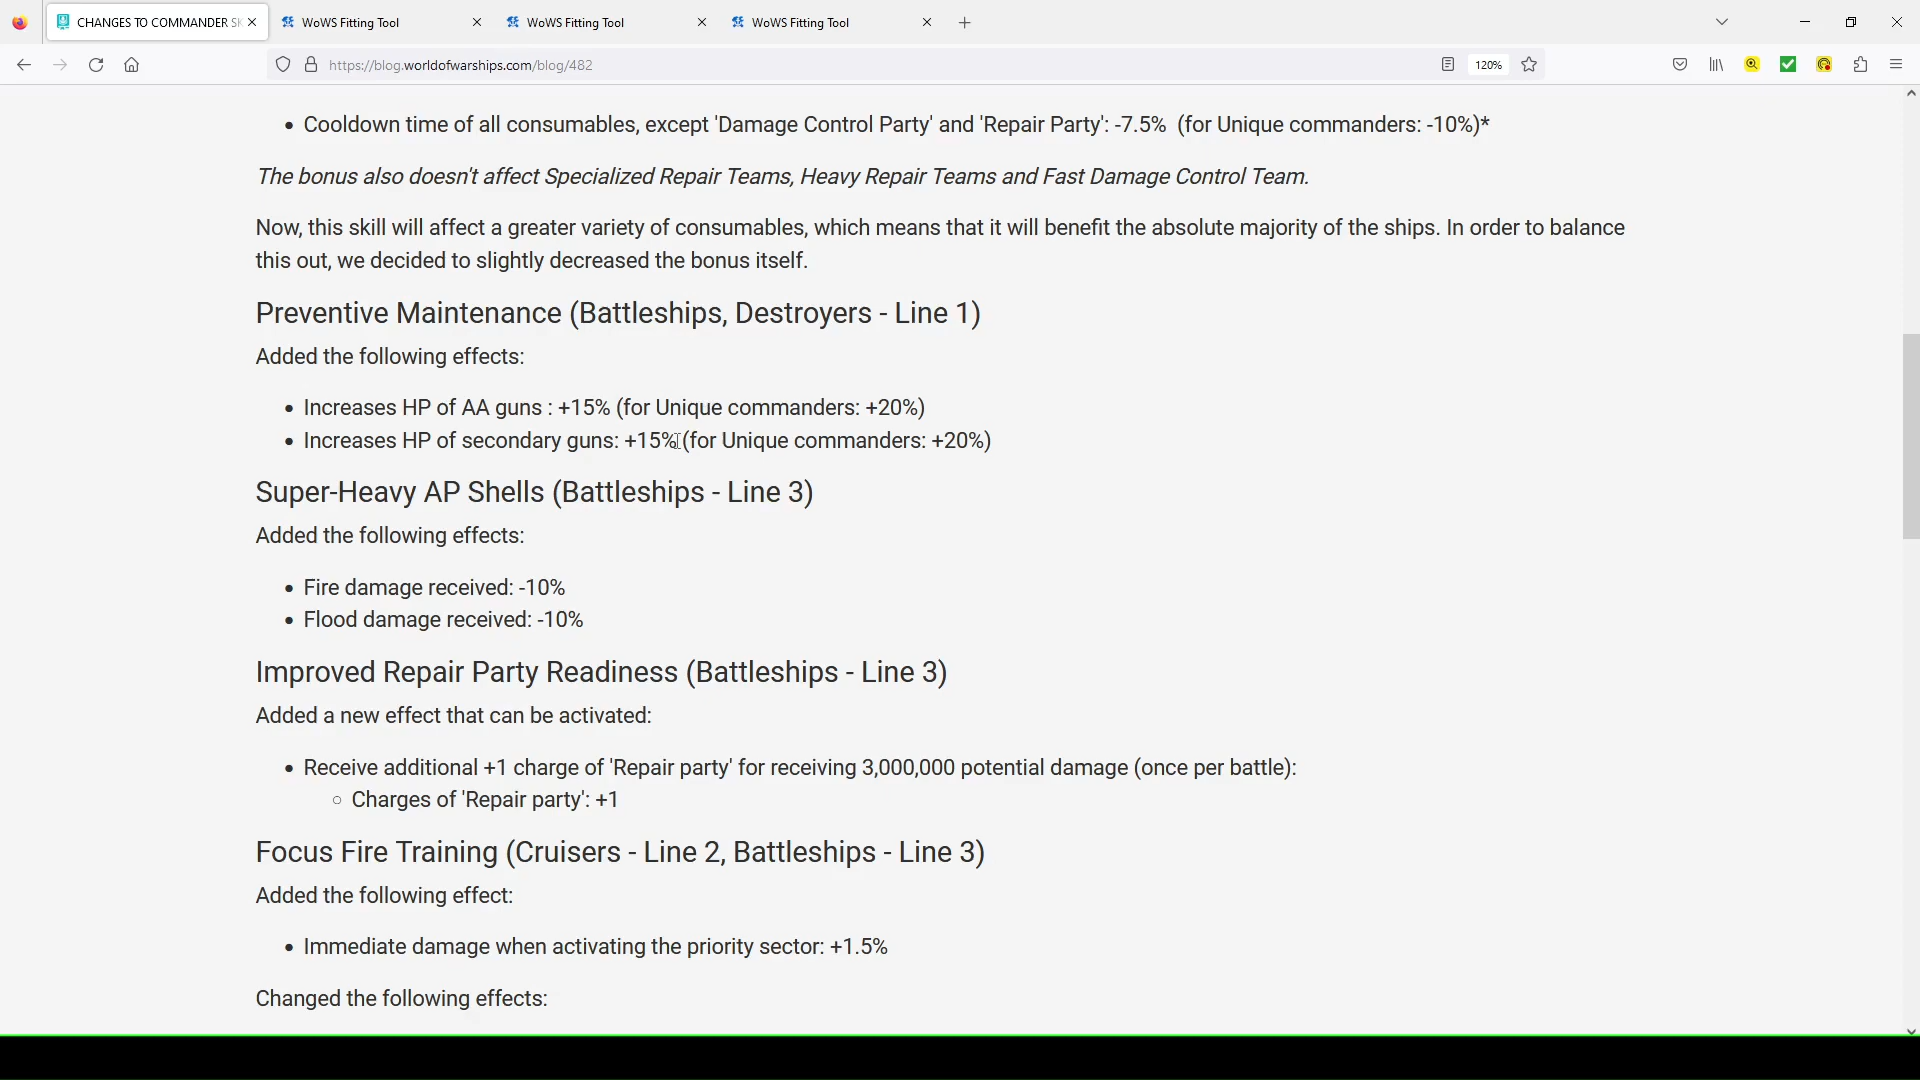 CHANGES TO COMMANDER SK
WoWS Fitting Tool
WoWS Fitting Tool
WoWS Fitting Tool
https://blog.worldofwarships.com/blog/482
120%
• Cooldown time of all consumables, except 'Damage Control Party' and 'Repair Party': -7.5% (for Unique commanders: -10%)*
The bonus also doesn't affect Specialized Repair Teams, Heavy Repair Teams and Fast Damage Control Team.
Now, this skill will affect a greater variety of consumables, which means that it will benefit the absolute majority of the ships. In order to balance
this out, we decided to slightly decreased the bonus itself.
Preventive Maintenance (Battleships, Destroyers - Line 1)
Added the following effects:
• Increases HP of AA guns : +15% (for Unique commanders: +20%)
• Increases HP of secondary guns: +15% (for Unique commanders: +20%)
Super-Heavy AP Shells (Battleships - Line 3)
Added the following effects:
• Fire damage received: -10%
• Flood damage received: -10%
Improved Repair Party Readiness (Battleships - Line 3)
Added a new effect that can be activated:
• Receive additional +1 charge of 'Repair party' for receiving 3,000,000 potential damage (once per battle):
○ Charges of 'Repair party': +1
Focus Fire Training (Cruisers - Line 2, Battleships - Line 3)
Added the following effect:
• Immediate damage when activating the priority sector: +1.5%
Changed the following effects: